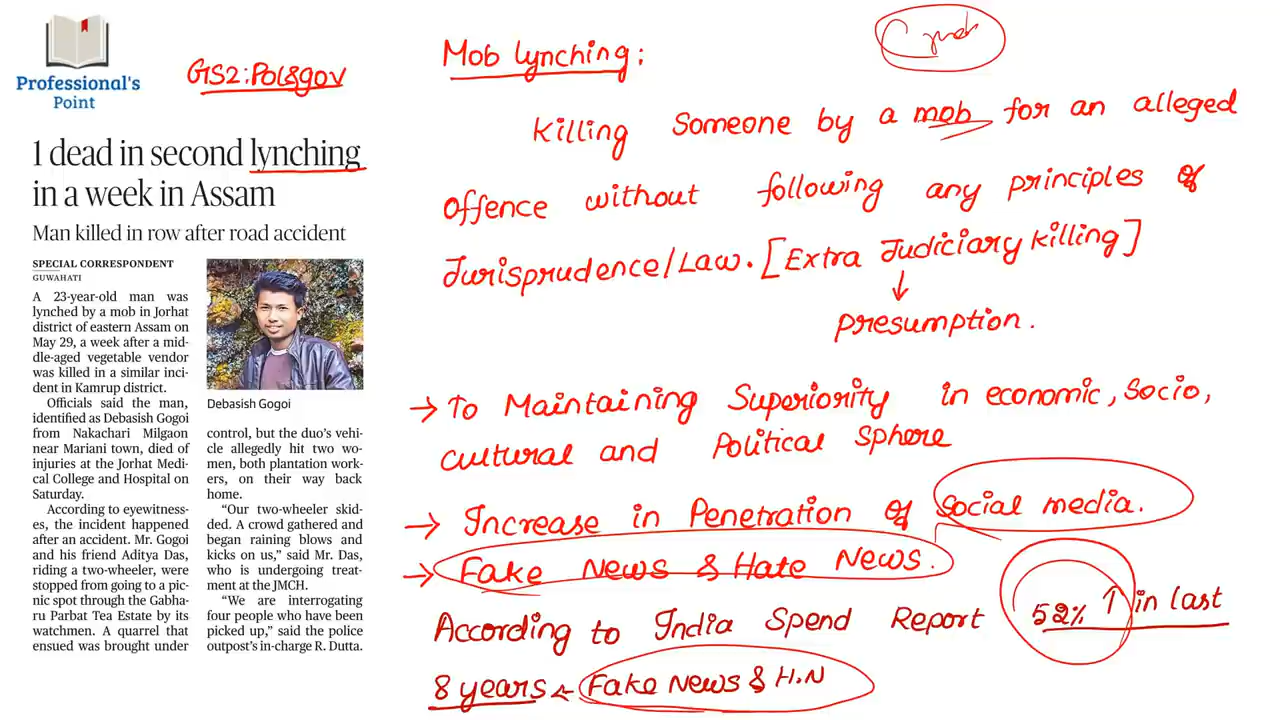 Professional's
Point
GS2:Pol&gov
1 dead in second lynching
in a week in Assam
Man killed in row after road accident
SPECIAL CORRESPONDENT
GUWAHATI
A 23-year-old man was
lynched by a mob in Jorhat
district of eastern Assam on
May 29, a week after a mid-
dle-aged vegetable vendor
was killed in a similar inci-
dent in Kamrup district.
Officials said the man,
identified as Debasish Gogoi
from Nakachari Milgaon
near Mariani town, died of
injuries at the Jorhat Medi-
cal College and Hospital on
Saturday.
According to eyewitness-
es, the incident happened
after an accident. Mr. Gogoi
and his friend Aditya Das,
riding a two-wheeler, were
stopped from going to a pic-
nic spot through the Gabha-
ru Parbat Tea Estate by its
watchmen. A quarrel that
ensued was brought under
Debasish Gogoi
control, but the duo's vehi-
cle allegedly hit two wo-
men, both plantation work-
ers, on their way back
home.
"Our two-wheeler skid-
ded. A crowd gathered and
began raining blows and
kicks on us," said Mr. Das,
who is undergoing treat-
ment at the JMCH.
"We are interrogating
four people who have been
picked up," said the police
outpost's in-charge R. Dutta.
Mob lynching:
Killing Someone by a mob for an alleged
offence without following any principles of
Jurisprudence/Law. [Extra Judiciary Killing]
↓
Presumption.
→ To Maintaining Superiority in economic, Socio,
cultural and Political Sphere
→ Increase in Penetration of Social media.
→ Fake News & Hate News.
According to India Spend Report 52% ↑ in last
8 years ← Fake News & H.N